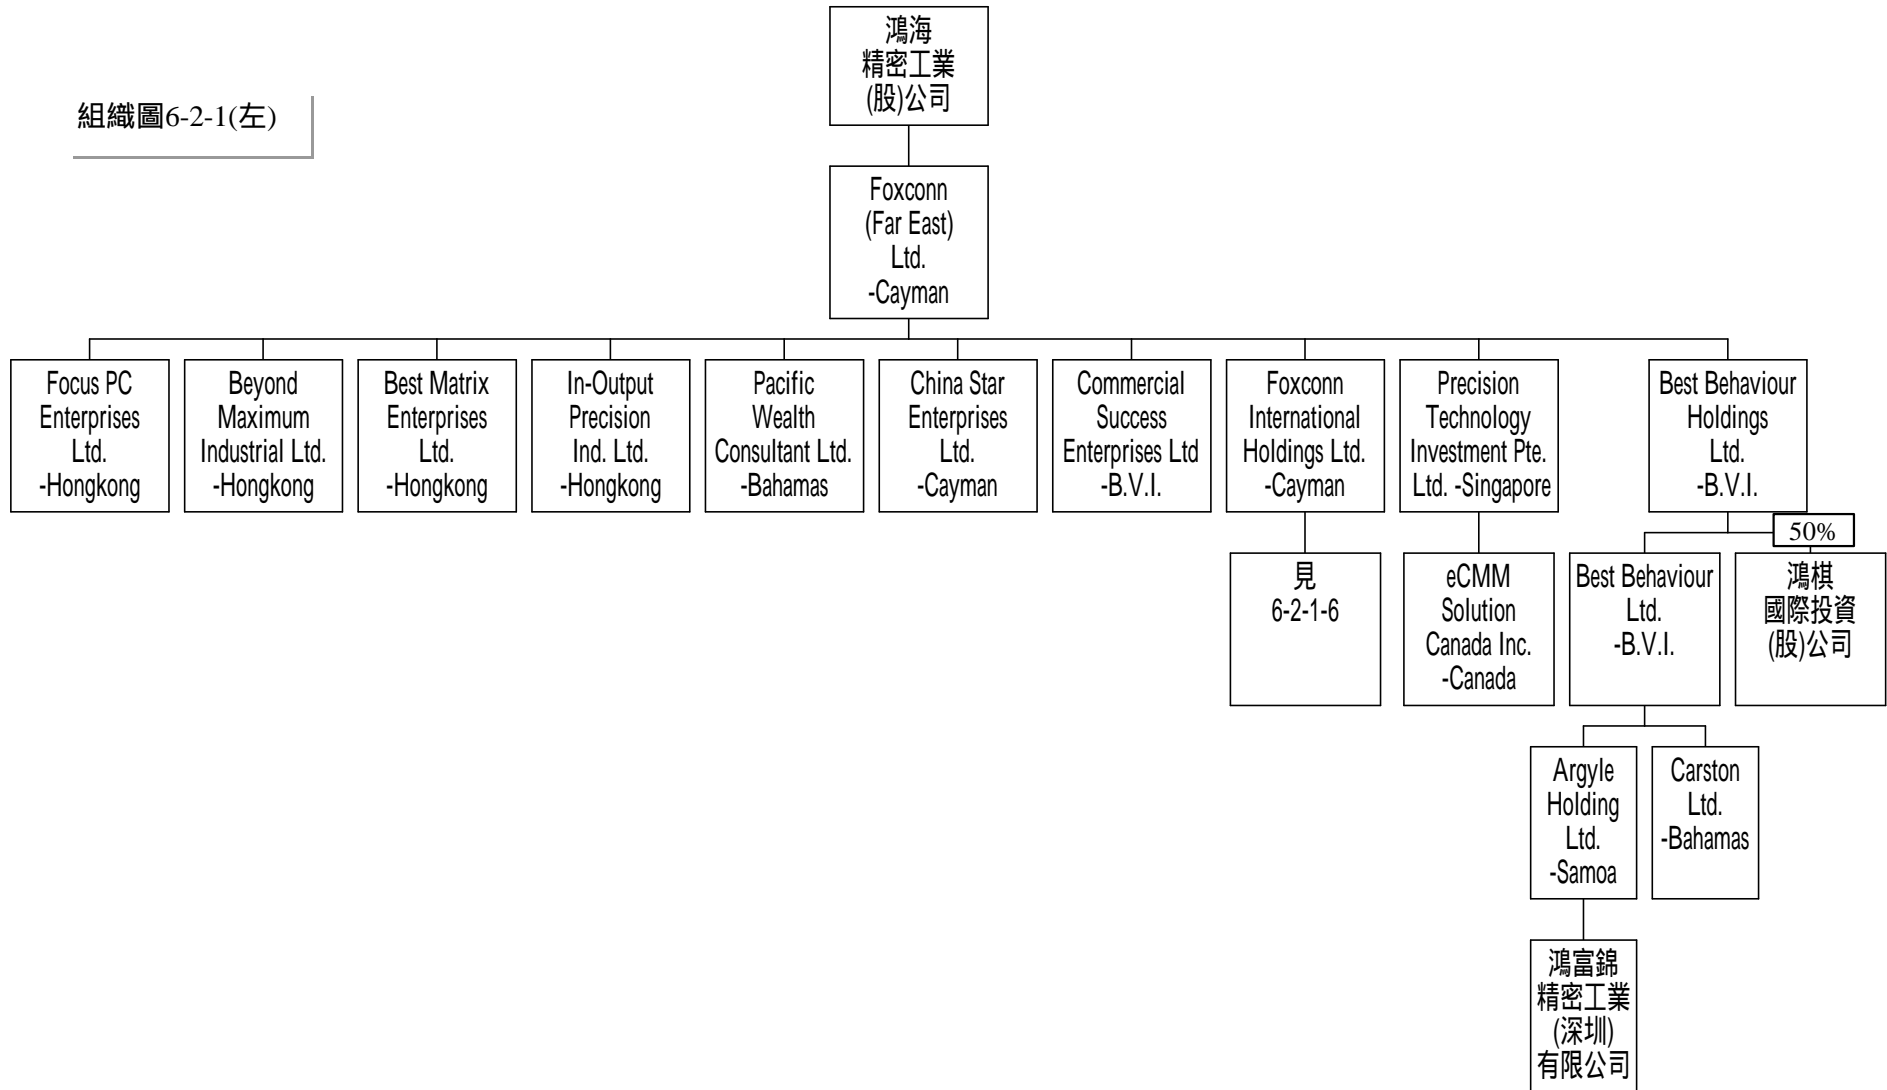 鴻海
精密工業
(股)公司
組織圖6-2-1(左)
Foxconn
(Far East)
Ltd.
-Cayman
Focus PC
Enterprises
Ltd.
-Hongkong
Beyond
Maximum
Industrial Ltd.
-Hongkong
Best Matrix
Enterprises
Ltd.
-Hongkong
In-Output
Precision
Ind. Ltd.
-Hongkong
Pacific
Wealth
Consultant Ltd.
-Bahamas
China Star
Enterprises
Ltd.
-Cayman
Commercial
Success
Enterprises Ltd
-B.V.I.
Foxconn
International
Holdings Ltd.
-Cayman
Precision
Technology
Investment Pte.
Ltd. -Singapore
Best Behaviour
Holdings
Ltd.
-B.V.I.
50%
見
6-2-1-6
eCMM
Solution
Canada Inc.
-Canada
Best Behaviour
Ltd.
-B.V.I.
鴻棋
國際投資
(股)公司
Argyle
Holding
Ltd.
-Samoa
Carston
Ltd.
-Bahamas
鴻富錦
精密工業
(深圳)
有限公司